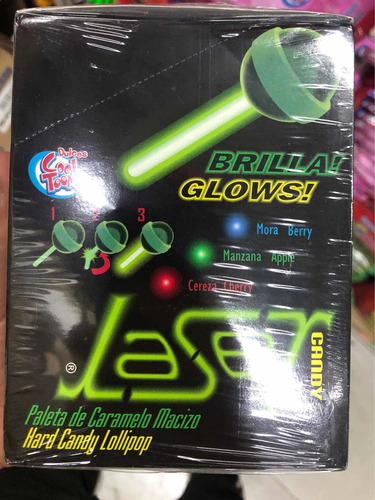 BRILLA!
GLOWS!
Dulces
Cool
Tool
1 2 3
Mora Berry
Manzana Apple
Cereza Cherry
Laser
CANDY
®
Paleta de Caramelo Macizo
Hard Candy Lollipop